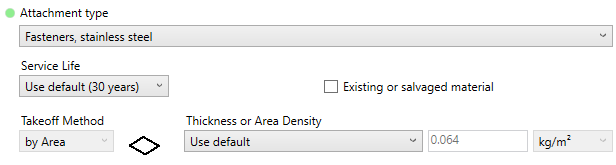 Attachment type
Fasteners, stainless steel
Service Life
Use default (30 years)
Existing or salvaged material
Takeoff Method
Thickness or Area Density
by Area
Use default
0.064
kg/m²